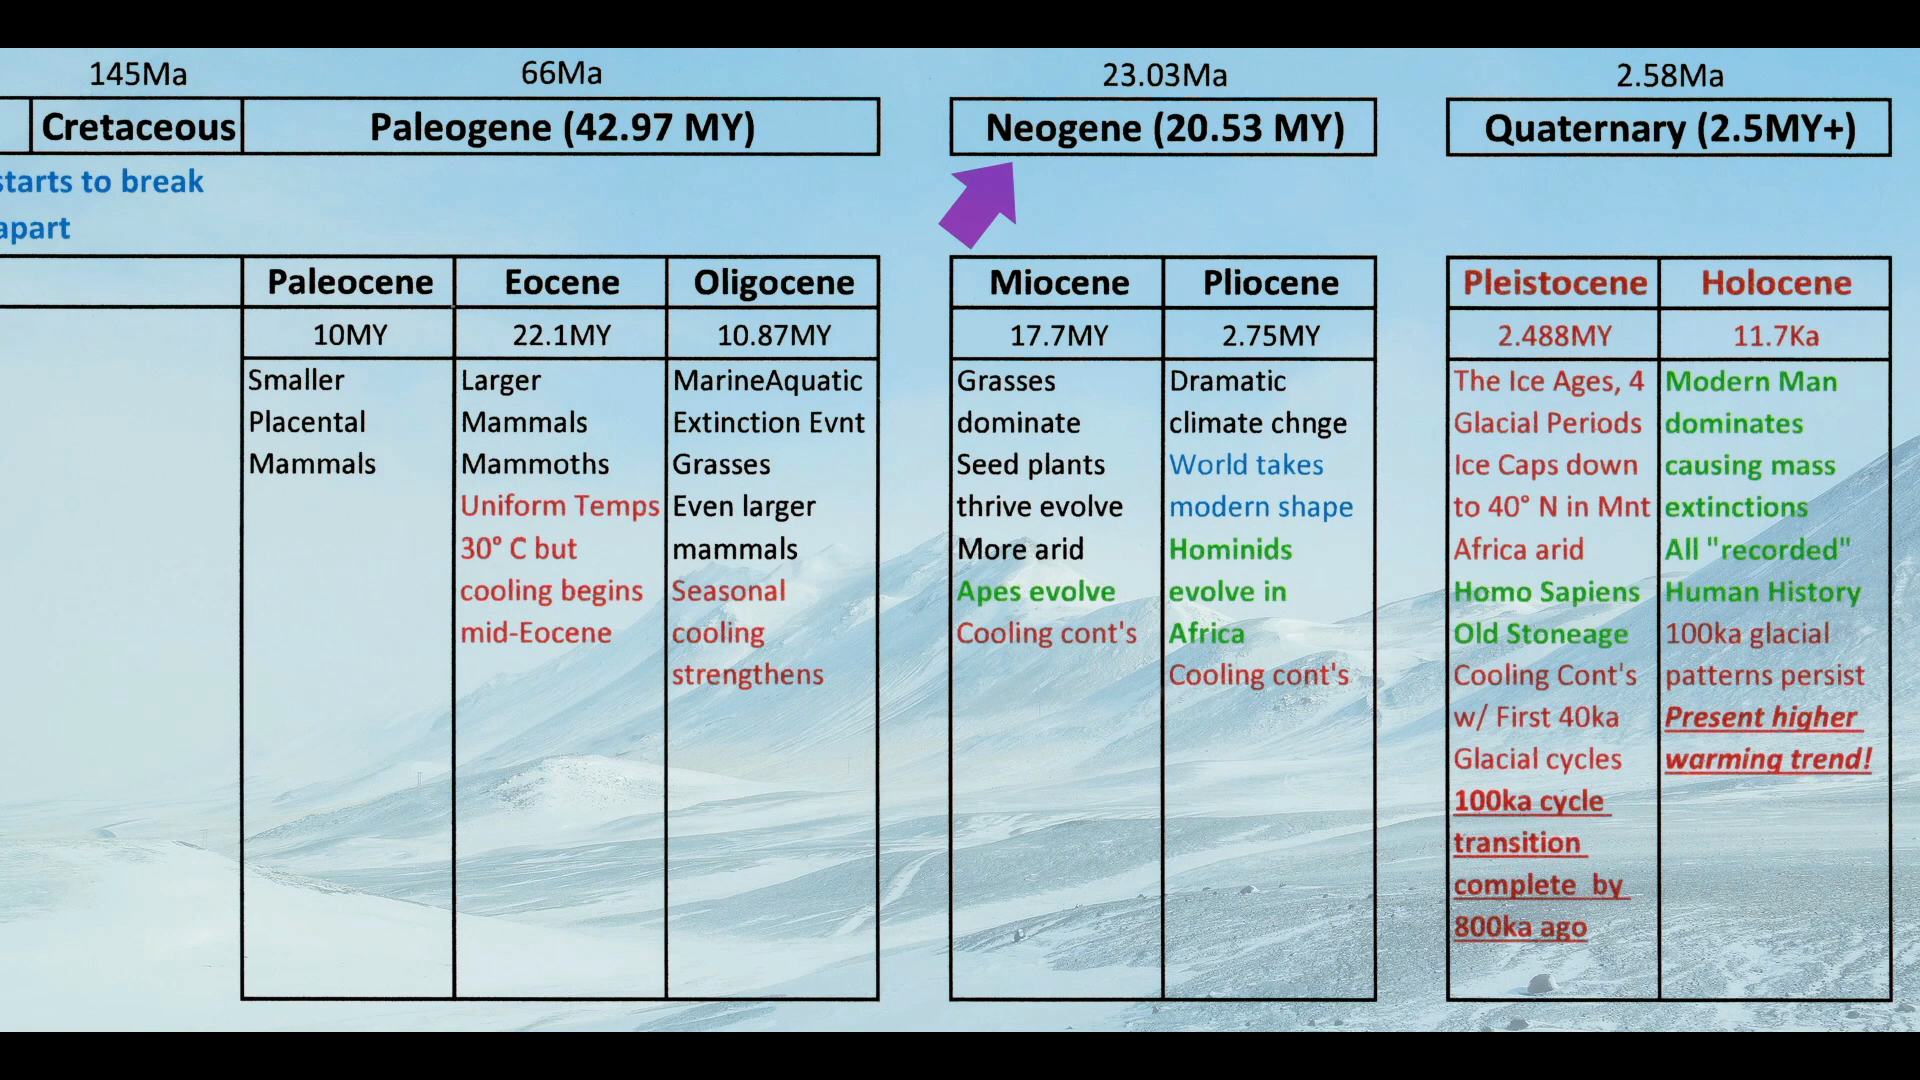 145Ma
66Ma
23.03Ma
2.58Ma
Cretaceous
Paleogene (42.97 MY)
Neogene (20.53 MY)
Quaternary (2.5MY+)
starts to break
apart
Paleocene
10MY
Smaller
Placental
Mammals
Eocene
22.1MY
Larger
Mammals
Mammoths
Uniform Temps
30° C but
cooling begins
mid-Eocene
Oligocene
10.87MY
MarineAquatic
Extinction Evnt
Grasses
Even larger
mammals
Seasonal
cooling
strengthens
Miocene
17.7MY
Grasses
dominate
Seed plants
thrive evolve
More arid
Apes evolve
Cooling cont's
Pliocene
2.75MY
Dramatic
climate chnge
World takes
modern shape
Hominids
evolve in
Africa
Cooling cont's
Pleistocene
2.488MY
The Ice Ages, 4
Glacial Periods
Ice Caps down
to 40° N in Mnt
Africa arid
Homo Sapiens
Old Stoneage
Cooling Cont's
w/ First 40ka
Glacial cycles
100ka cycle
transition
complete by
800ka ago
Holocene
11.7Ka
Modern Man
dominates
causing mass
extinctions
All "recorded"
Human History
100ka glacial
patterns persist
Present higher
warming trend!